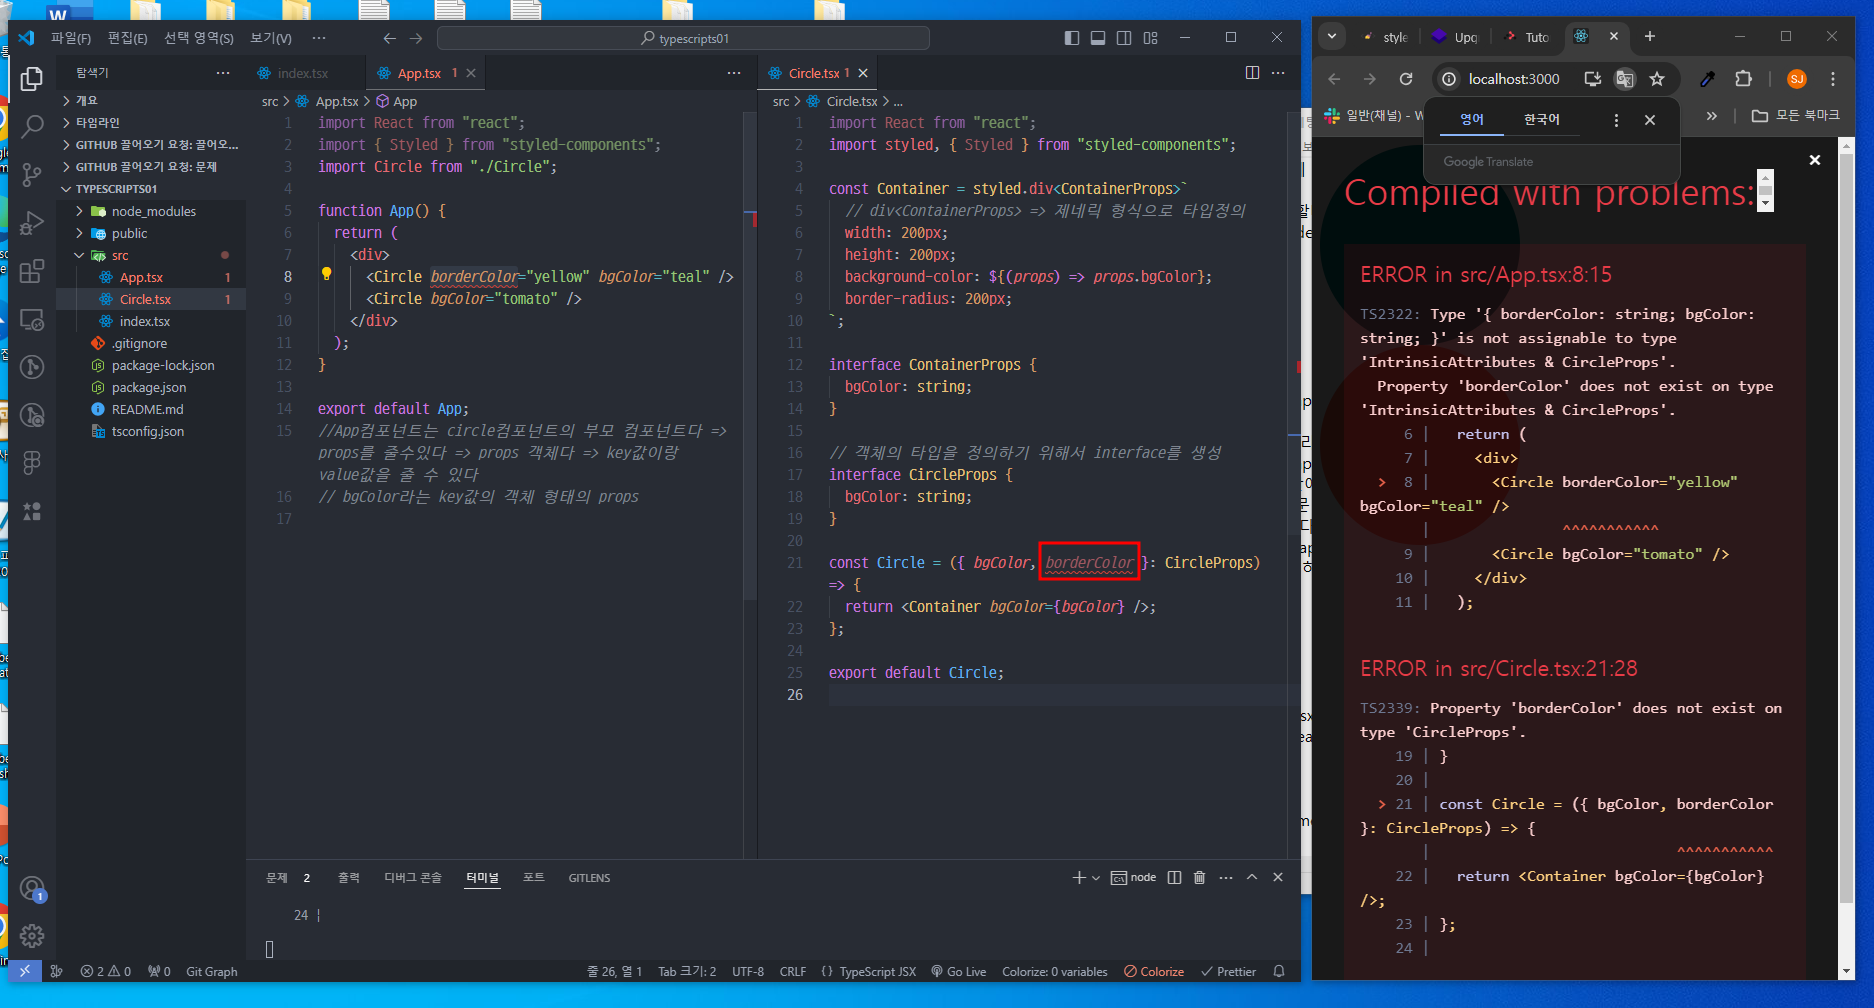 파일(F) 편집(E) 선택 영역(S) 보기(V) ··· typescripts01
탐색기 ···
개요
타임라인
GITHUB 끌어오기 요청: 끌어오...
GITHUB 끌어오기 요청: 문제
TYPESCRIPTS01
node_modules
public
src
App.tsx 1
Circle.tsx 1
index.tsx
.gitignore
package-lock.json
package.json
README.md
tsconfig.json
index.tsx App.tsx 1
src > App.tsx > App
1 import React from "react";
2 import { Styled } from "styled-components";
3 import Circle from "./Circle";
4
5 function App() {
6 return (
7 <div>
8 <Circle borderColor="yellow" bgColor="teal" />
9 <Circle bgColor="tomato" />
10 </div>
11 );
12 }
13
14 export default App;
15 //App컴포넌트는 circle컴포넌트의 부모 컴포넌트다 =>
props를 줄수있다 => props 객체다 => key값이랑
value값을 줄 수 있다
16 // bgColor라는 key값의 객체 형태의 props
17
Circle.tsx 1
src > Circle.tsx > ...
1 import React from "react";
2 import styled, { Styled } from "styled-components";
3
4 const Container = styled.div<ContainerProps>`
5 // div<ContainerProps> => 제네릭 형식으로 타입정의
6 width: 200px;
7 height: 200px;
8 background-color: ${(props) => props.bgColor};
9 border-radius: 200px;
10 `;
11
12 interface ContainerProps {
13 bgColor: string;
14 }
15
16 // 객체의 타입을 정의하기 위해서 interface를 생성
17 interface CircleProps {
18 bgColor: string;
19 }
20
21 const Circle = ({ bgColor, borderColor }: CircleProps)
=> {
22 return <Container bgColor={bgColor} />;
23 };
24
25 export default Circle;
26
문제 2 출력 디버그 콘솔 터미널 포트 GITLENS
node
24 |
2 0 0 Git Graph
줄 26, 열 1 Tab 크기: 2 UTF-8 CRLF {} TypeScript JSX Go Live Colorize: 0 variables Colorize Prettier
1
style Upq Tuto
localhost:3000 SJ
일반(채널) - W » 모든 북마크
영어 한국어
Google Translate
Compiled with problems:
ERROR in src/App.tsx:8:15
TS2322: Type '{ borderColor: string; bgColor:
string; }' is not assignable to type
'IntrinsicAttributes & CircleProps'.
Property 'borderColor' does not exist on type
'IntrinsicAttributes & CircleProps'.
6 | return (
7 | <div>
> 8 | <Circle borderColor="yellow"
bgColor="teal" />
| ^^^^^^^^^^^
9 | <Circle bgColor="tomato" />
10 | </div>
11 | );
ERROR in src/Circle.tsx:21:28
TS2339: Property 'borderColor' does not exist on
type 'CircleProps'.
19 | }
20 |
> 21 | const Circle = ({ bgColor, borderColor
}: CircleProps) => {
| ^^^^^^^^^^^
22 | return <Container bgColor={bgColor}
/>;
23 | };
24 |